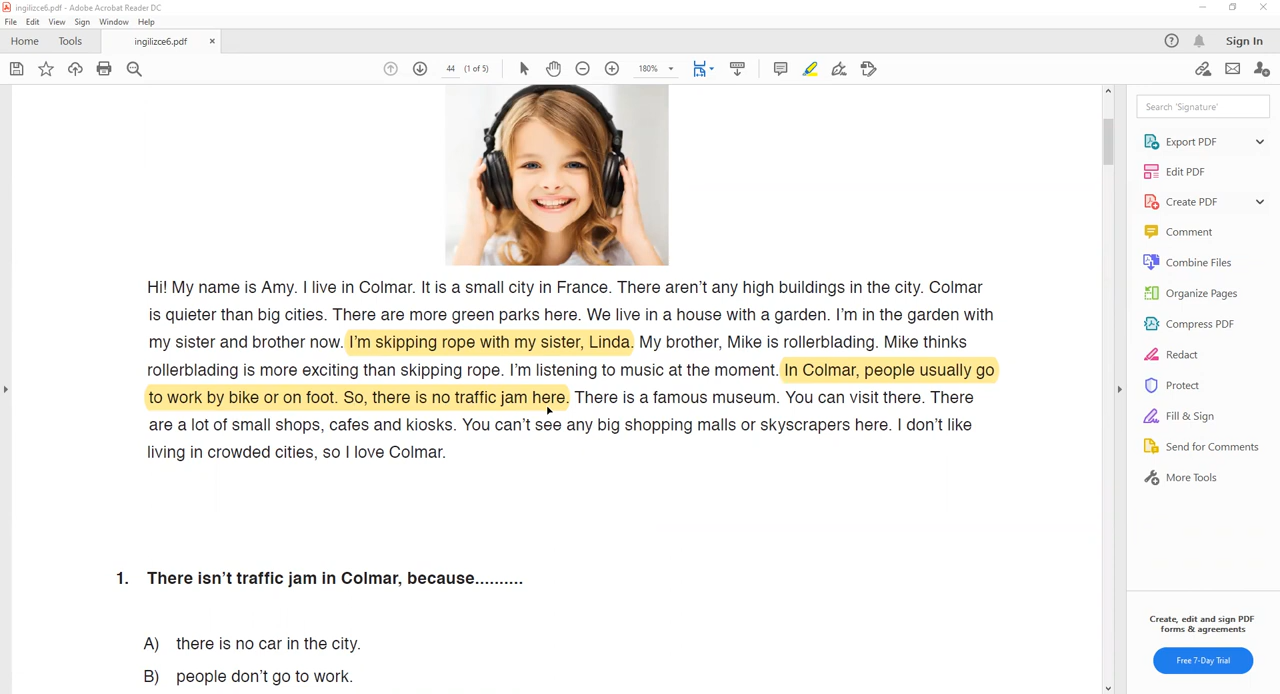 ingilizce6.pdf - Adobe Acrobat Reader DC
File Edit View Sign Window Help
Home Tools ingilizce6.pdf × Sign In
44 (1 of 5) 180%
Search 'Signature'
Export PDF
Edit PDF
Create PDF
Comment
Combine Files
Organize Pages
Compress PDF
Redact
Protect
Fill & Sign
Send for Comments
More Tools
Create, edit and sign PDF
forms & agreements
Free 7-Day Trial
Hi! My name is Amy. I live in Colmar. It is a small city in France. There aren't any high buildings in the city. Colmar
is quieter than big cities. There are more green parks here. We live in a house with a garden. I'm in the garden with
my sister and brother now. I'm skipping rope with my sister, Linda. My brother, Mike is rollerblading. Mike thinks
rollerblading is more exciting than skipping rope. I'm listening to music at the moment. In Colmar, people usually go
to work by bike or on foot. So, there is no traffic jam here. There is a famous museum. You can visit there. There
are a lot of small shops, cafes and kiosks. You can't see any big shopping malls or skyscrapers here. I don't like
living in crowded cities, so I love Colmar.
1. There isn't traffic jam in Colmar, because..........
A) there is no car in the city.
B) people don't go to work.